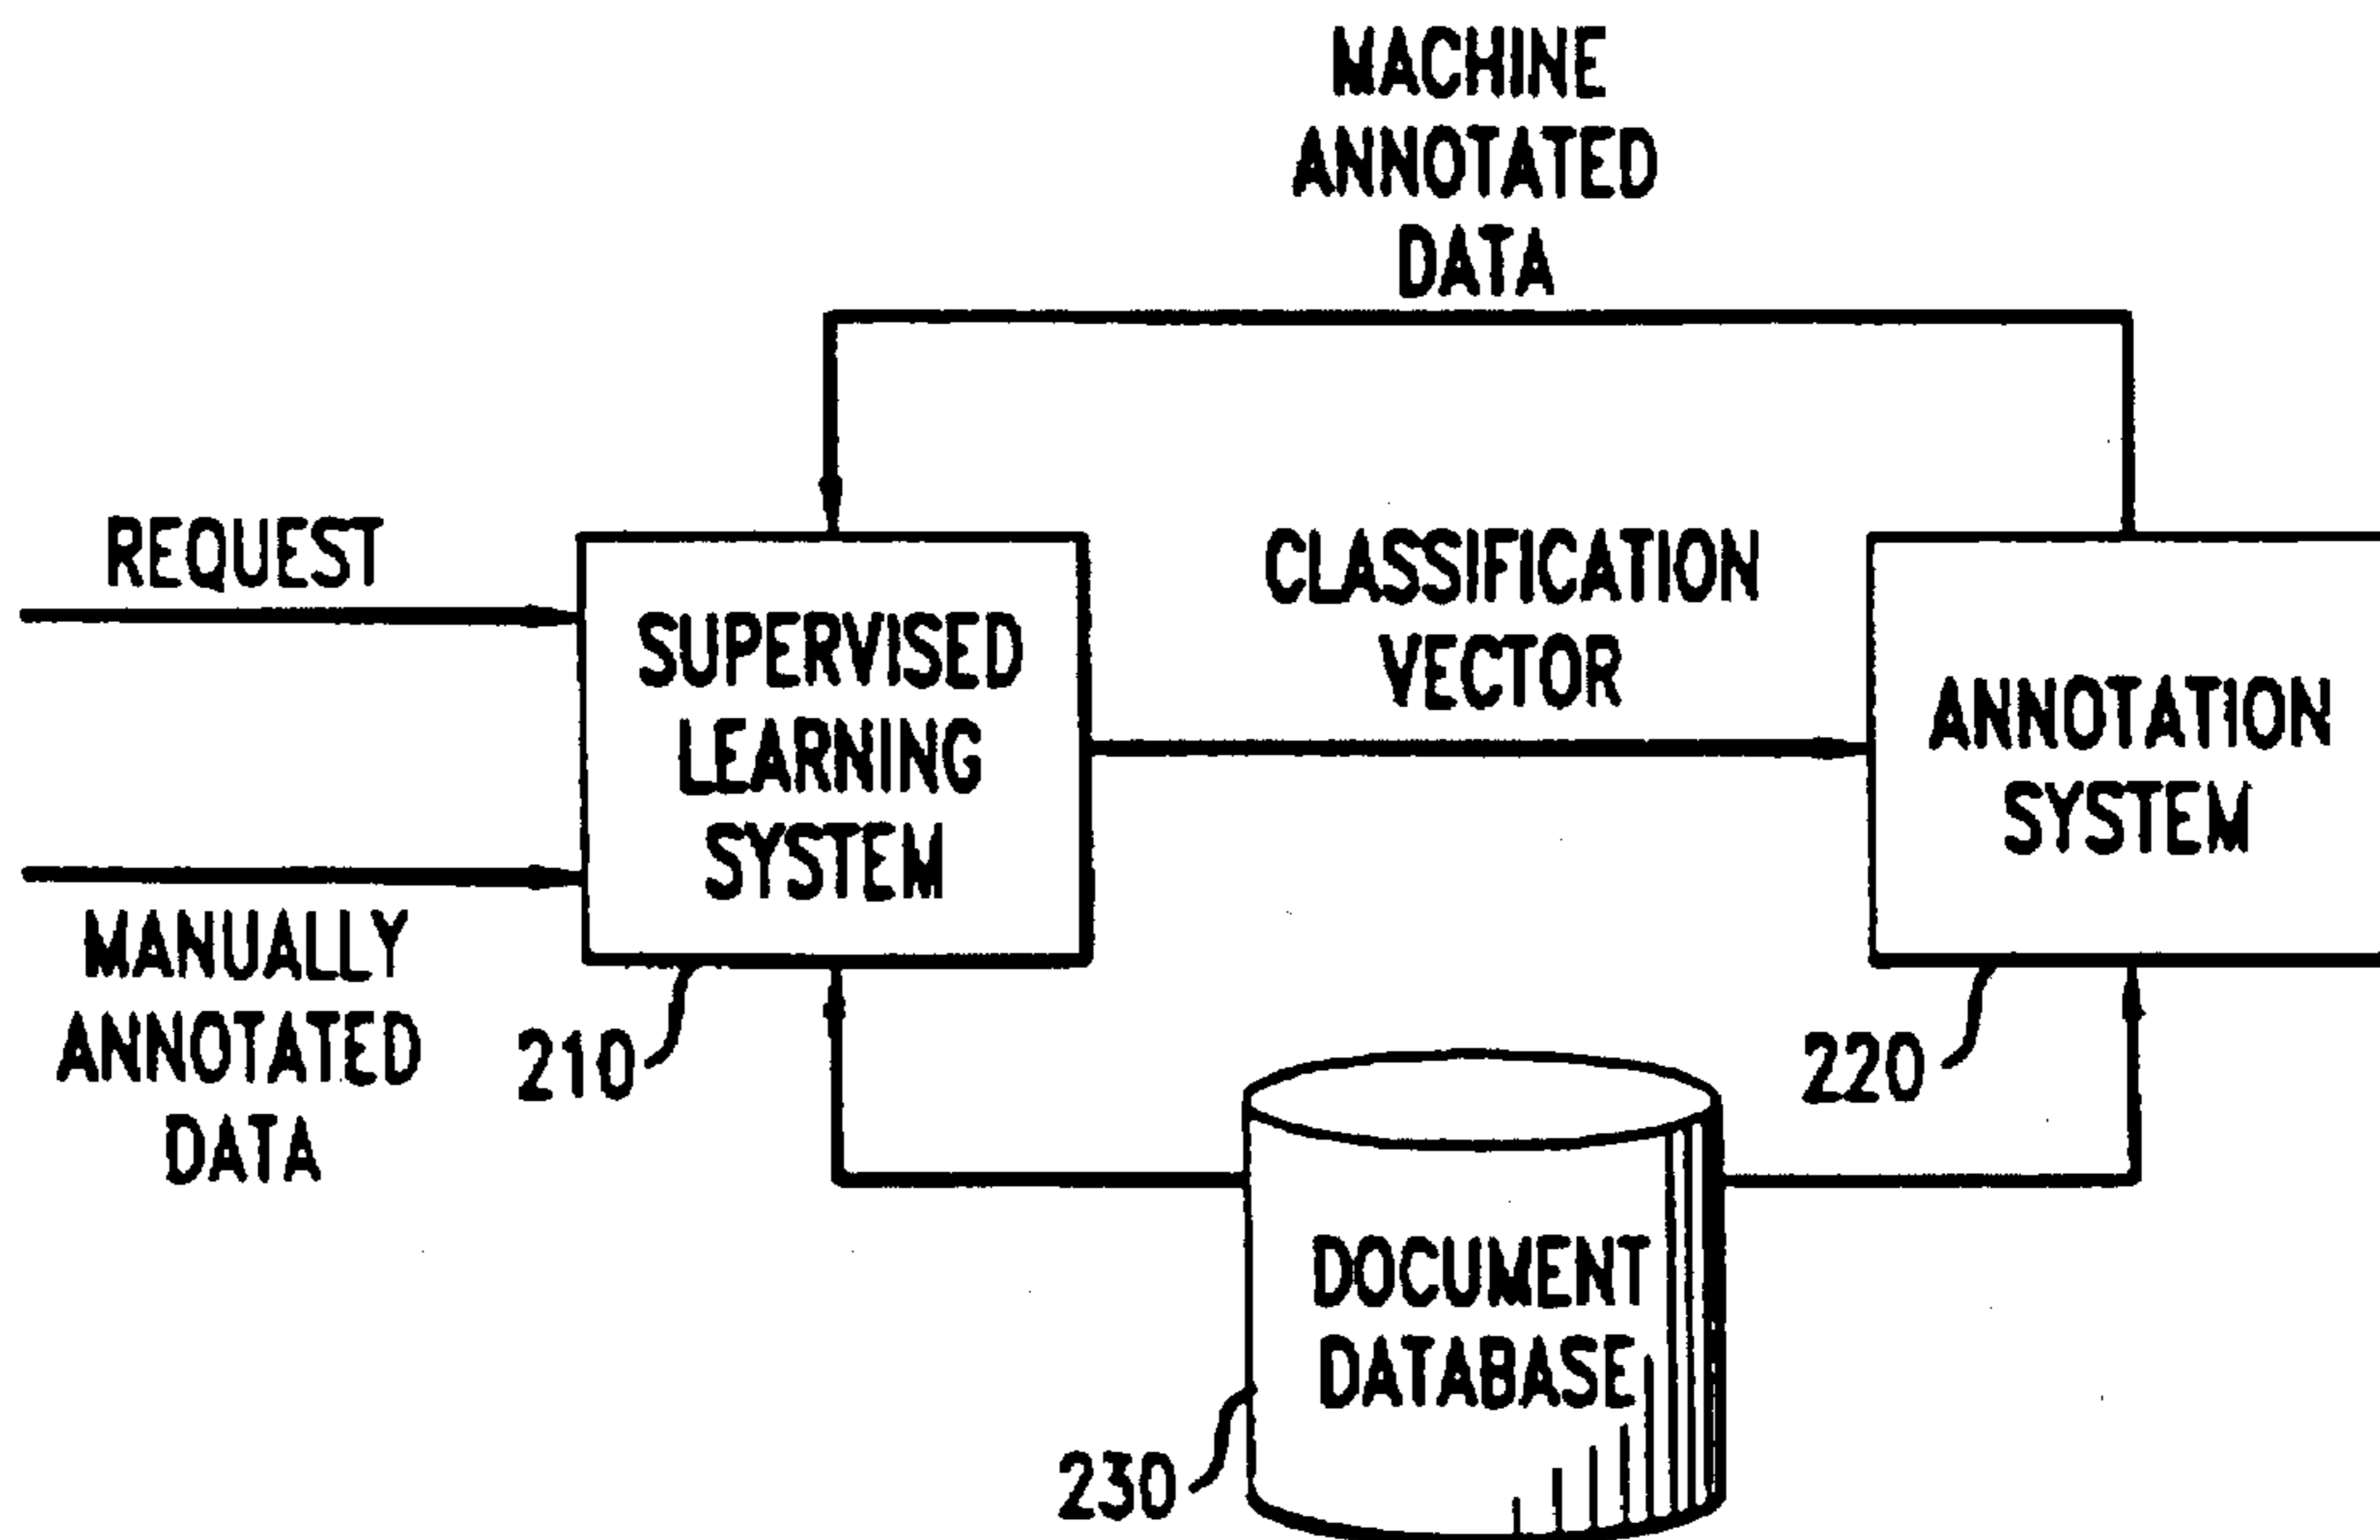 MACHINE
ANNOTATED
DATA
REQUEST
SUPERVISED
LEARNING
SYSTEM
CLASSIFICATION
VECTOR
ANNOTATION
SYSTEM
MANUALLY
ANNOTATED
DATA
210
220
DOCUMENT
DATABASE
230